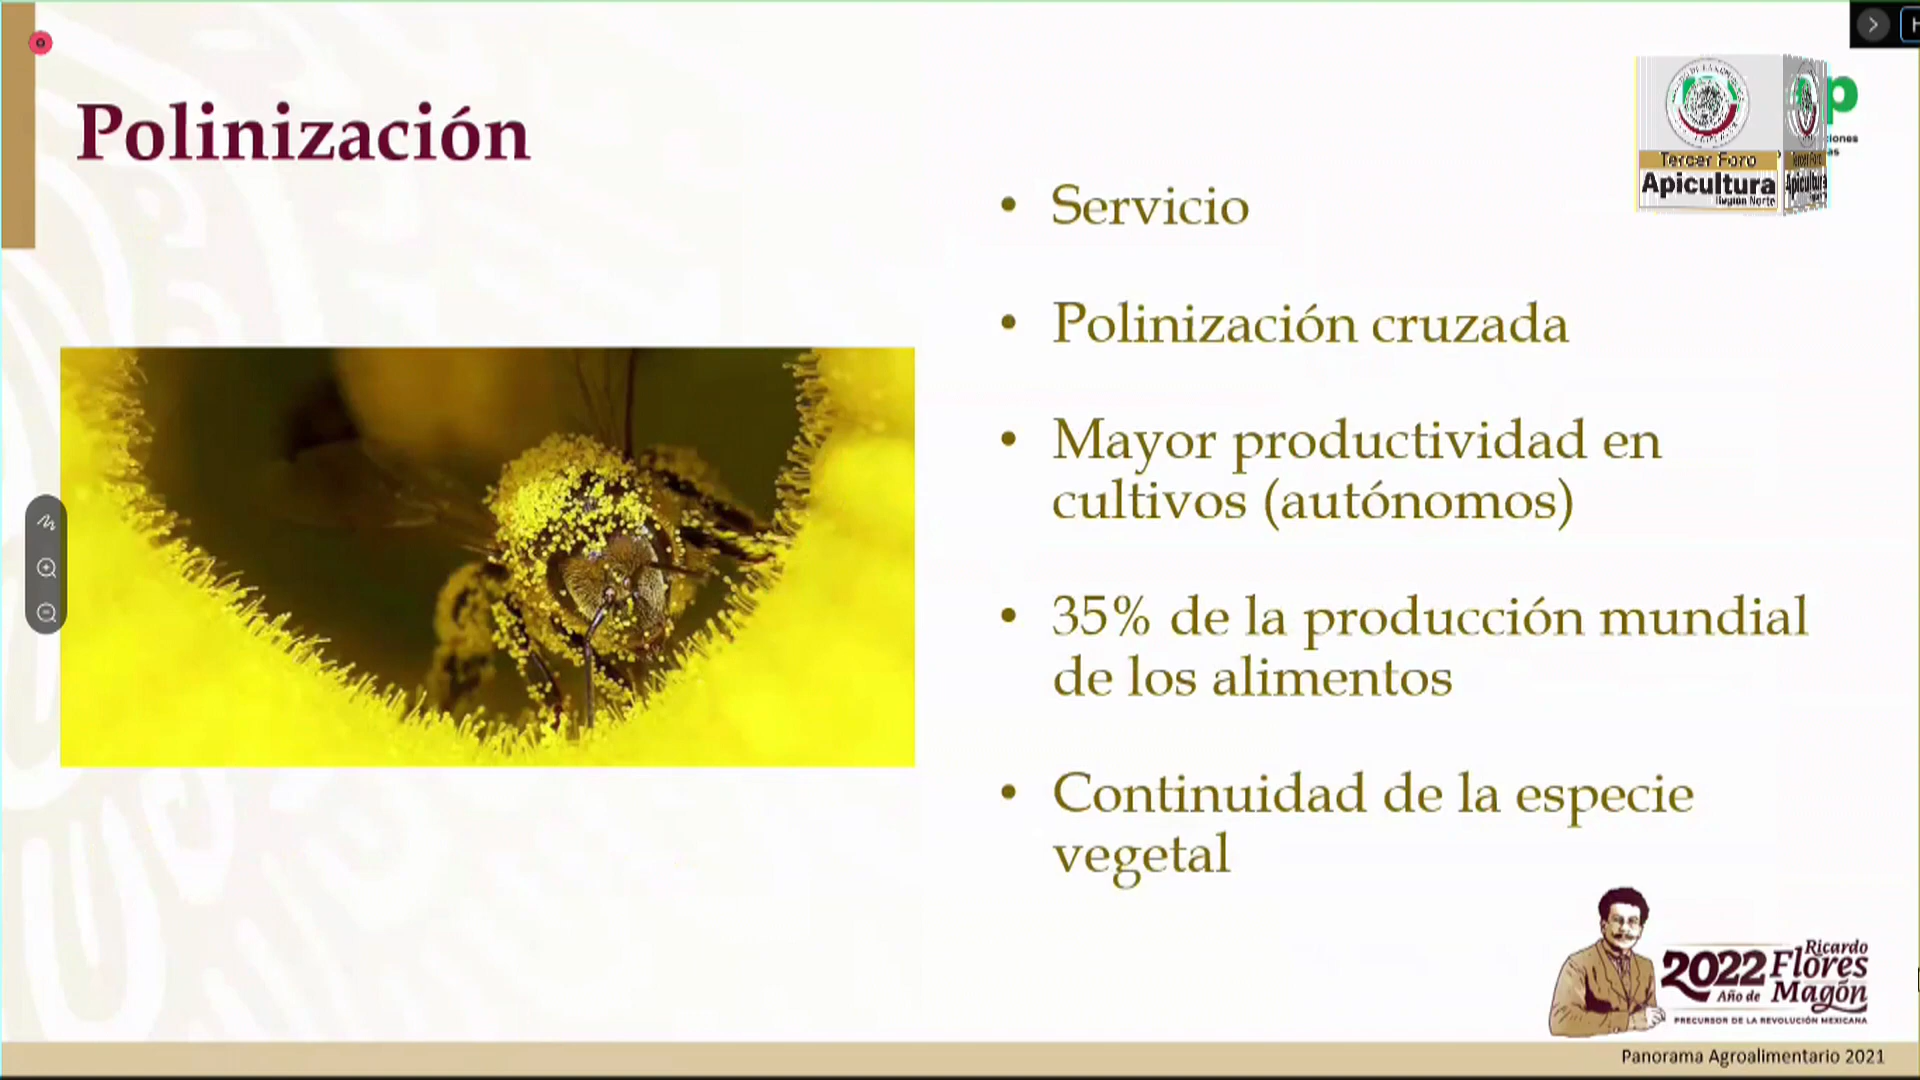 Polinización
Tercer Foro
Apicultura
Región Norte
• Servicio
• Polinización cruzada
• Mayor productividad en
cultivos (autónomos)
• 35% de la producción mundial
de los alimentos
• Continuidad de la especie
vegetal
2022 Ricardo
Flores
Año de Magón
PRECURSOR DE LA REVOLUCIÓN MEXICANA
Panorama Agroalimentario 2021